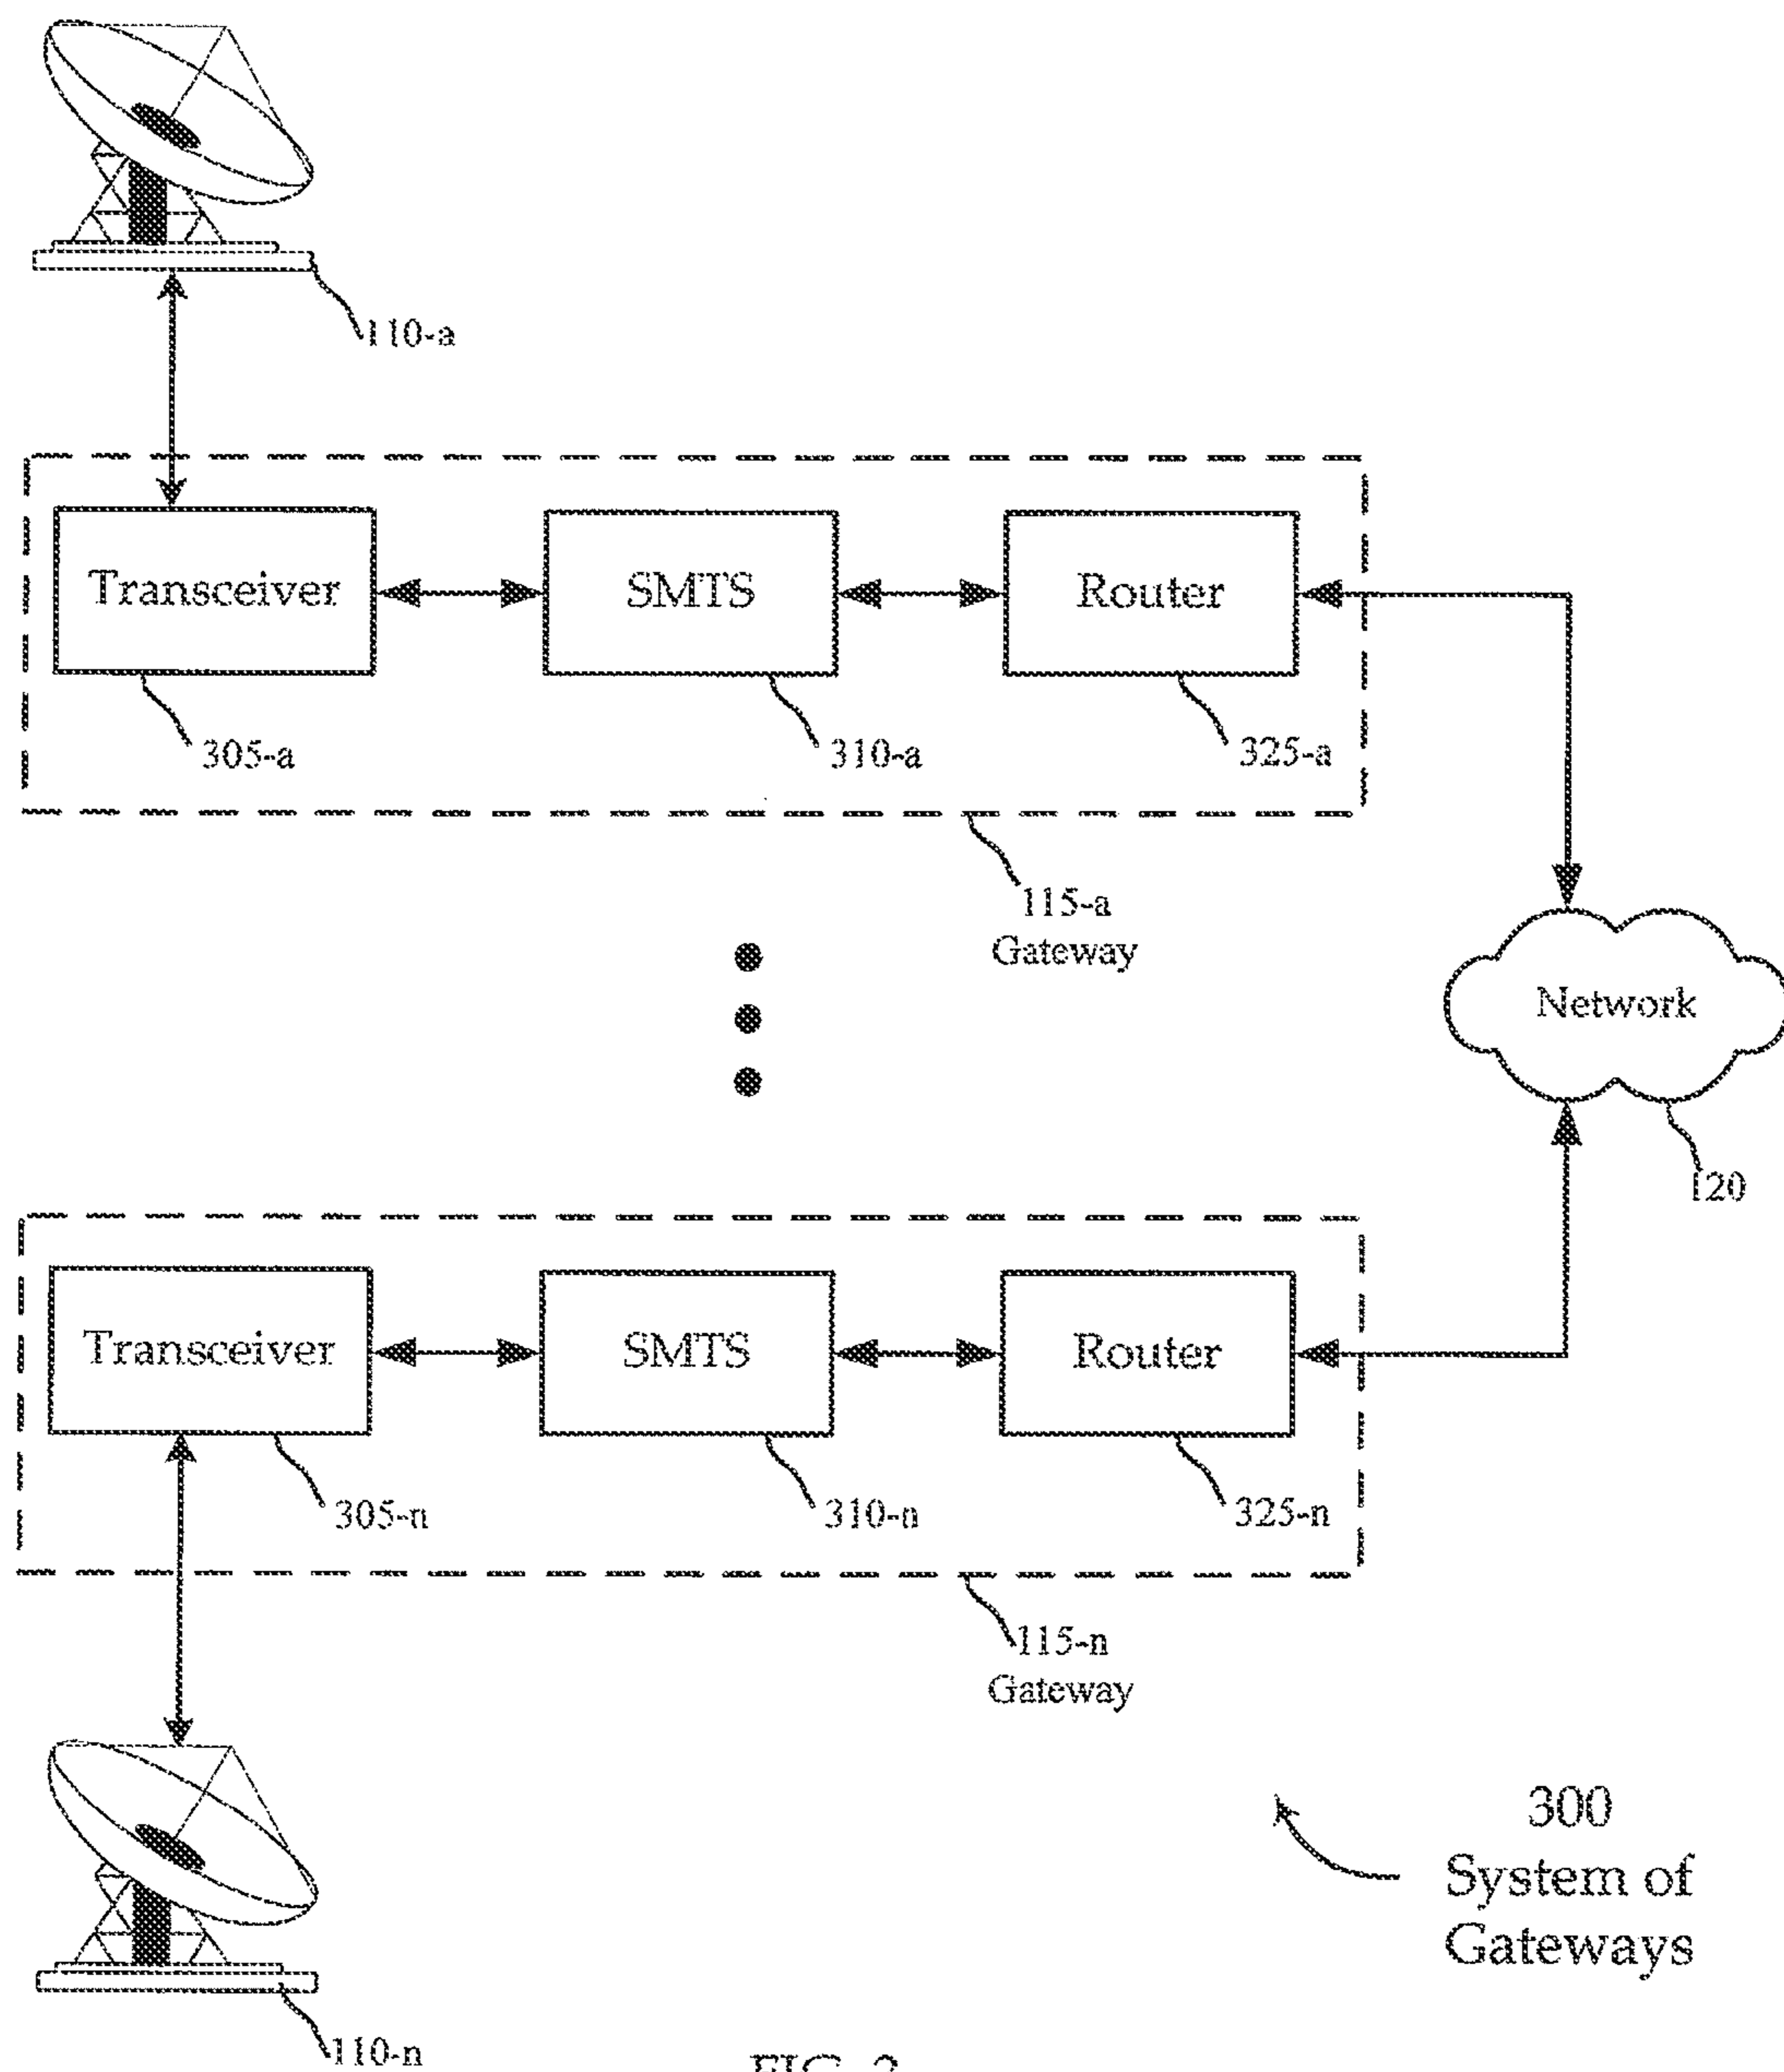 110-a
Transceiver
SMTS
Router
305-a
310-a
325-a
115-a
Gateway
Network
120
Transceiver
SMTS
Router
305-n
310-n
325-n
115-n
Gateway
300
System of
Gateways
110-n
FIG.